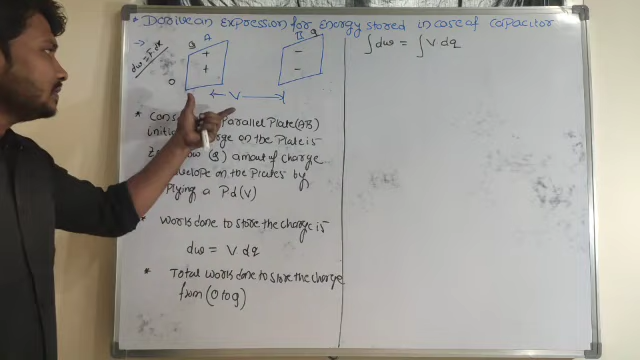 * Derive an Expression for Energy stored in case of capacitor
→
dw = F.dx
q A
+
+
0
B q
–
–
V
* Cons Parallel Plate (AB)
initi rge on the Plate is
ow (q) amount of charge
envelope on the Plates by
plying a Pd (V)
* work done to store the charge is
dw = V dq
* Total work done to store the charge
from (0 to q)
∫dw = ∫V dq